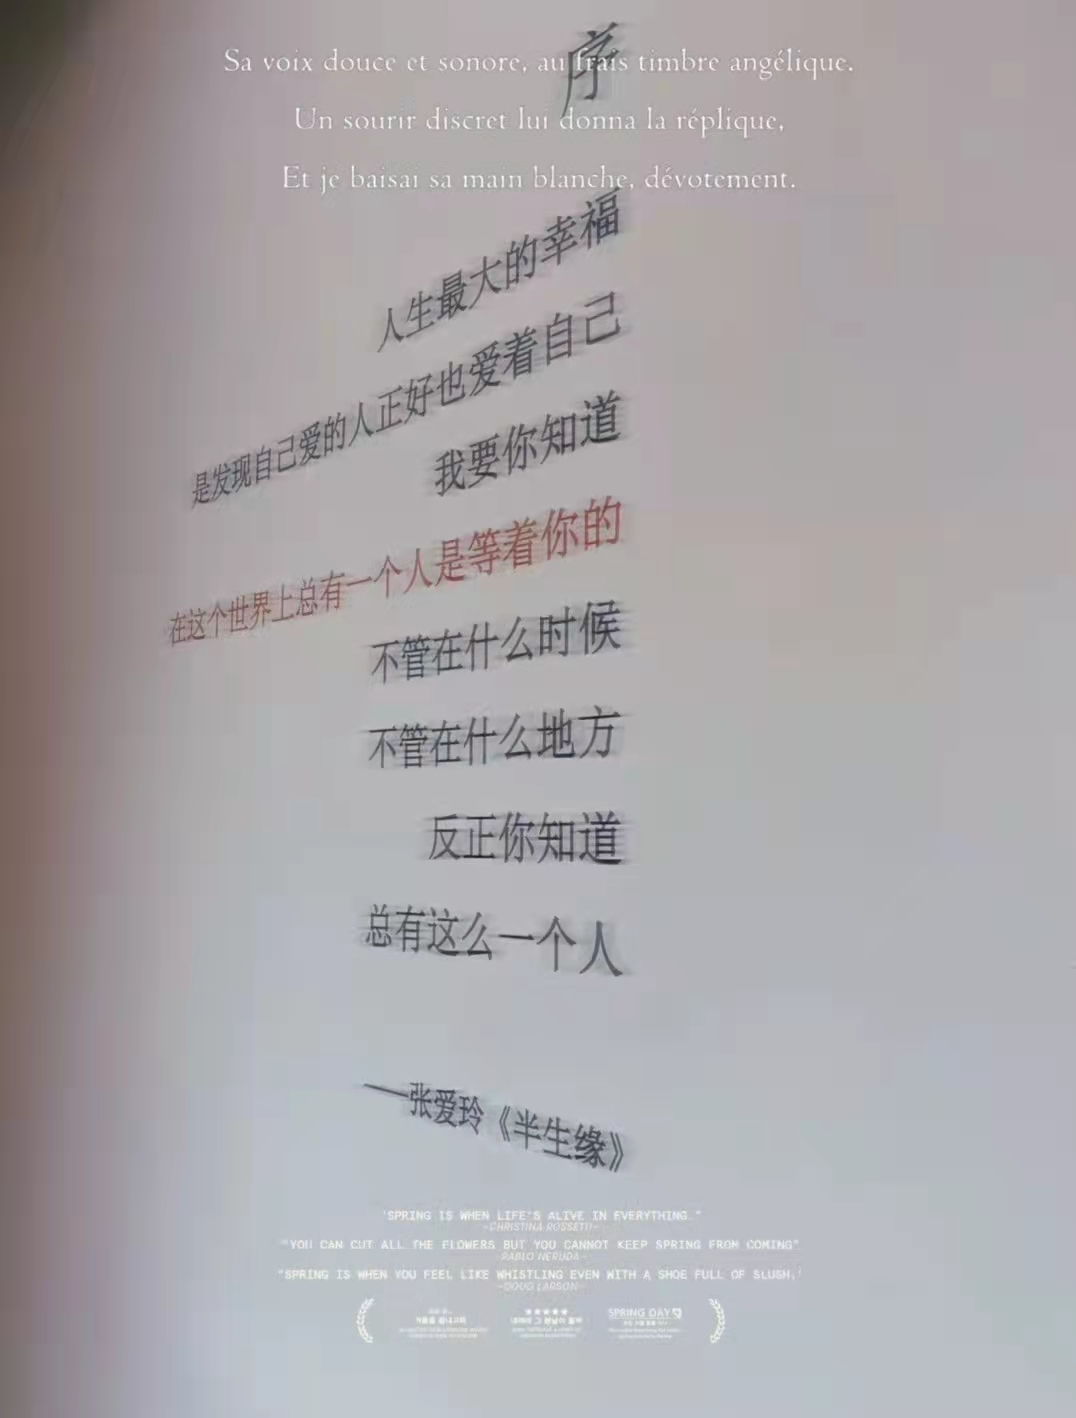 序
Sa voix douce et sonore, au frais timbre angélique.
Un sourir discret lui donna la réplique,
Et je baisai sa main blanche, dévotement.
人生最大的幸福
是发现自己爱的人正好也爱着自己
我要你知道
在这个世界上总有一个人是等着你的
不管在什么时候
不管在什么地方
反正你知道
总有这么一个人
——张爱玲《半生缘》
"SPRING IS WHEN LIFE'S ALIVE IN EVERYTHING."
-CHRISTINA ROSSETTI-
"YOU CAN CUT ALL THE FLOWERS BUT YOU CANNOT KEEP SPRING FROM COMING"
-PABLO NERUDA-
"SPRING IS WHEN YOU FEEL LIKE WHISTLING EVEN WITH A SHOE FULL OF SLUSH."
-DOUG LARSON-
SPRING DAY